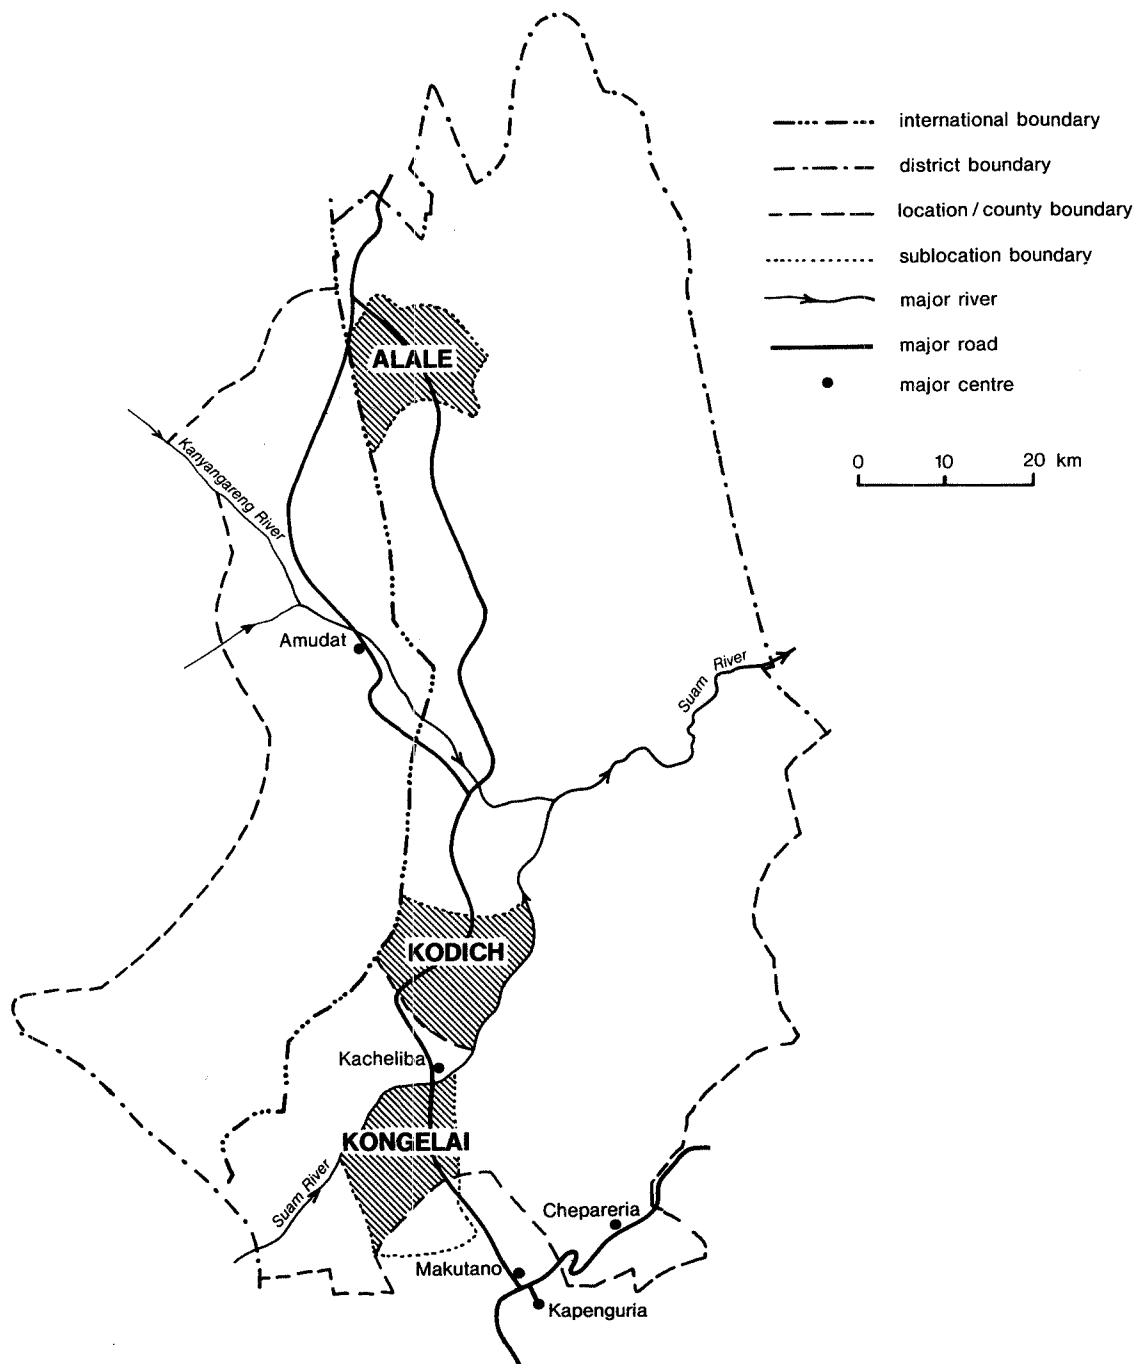 international boundary
district boundary
location / county boundary
sublocation boundary
major river
major road
major centre
0 10 20 km
ALALE
Kanyangareng River
Amudat
Suam River
KODICH
Kacheliba
KONGELAI
Suam River
Chepareria
Makutano
Kapenguria